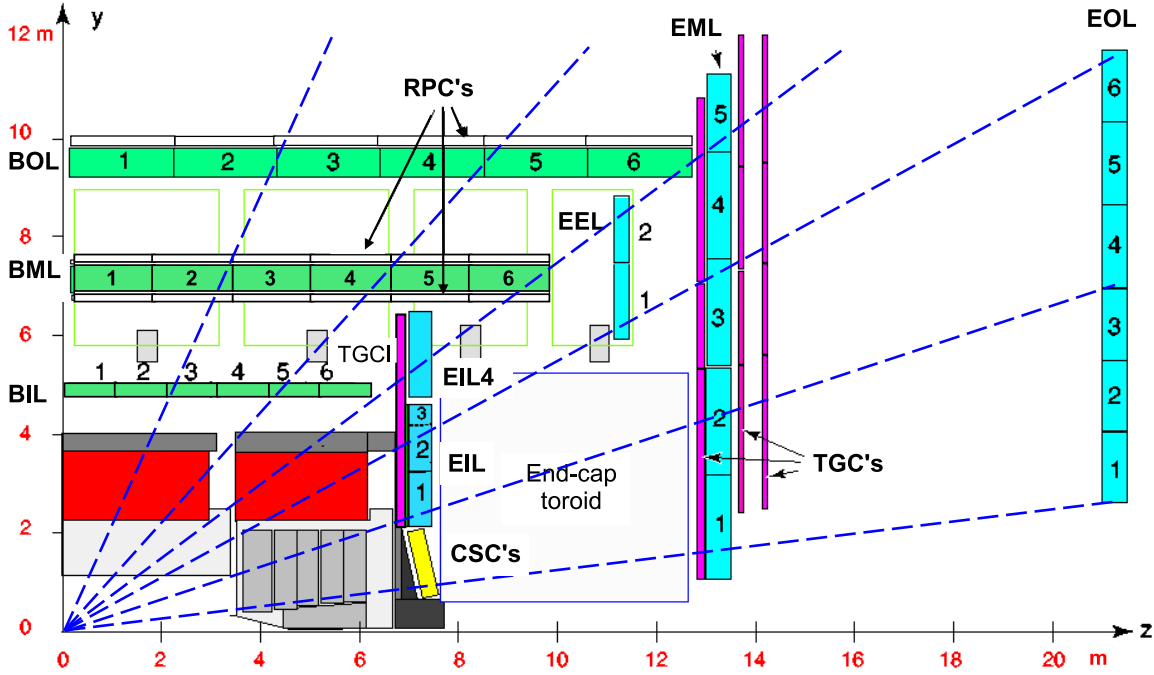 12 m
y
EML
EOL
RPC's
5
6
10
BOL
1 2 3 4 5 6
5
4
8
EEL
2
BML
1 2 3 4 5 6
1
4
6
TGCI
3
3
1 2 3 4 5 6
EIL4
BIL
4
3
2
2
2
EIL
TGC's
End-cap
toroid
1
1
1
2
CSC's
0
z
0 2 4 6 8 10 12 14 16 18 20 m